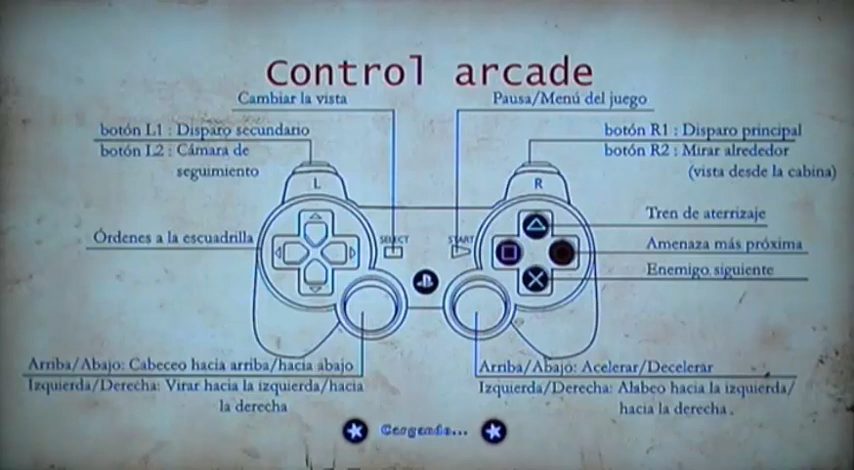 Control arcade
Cambiar la vista
Pausa/Menú del juego
botón L1 : Disparo secundario
botón L2 : Cámara de
seguimiento
botón R1 : Disparo principal
botón R2 : Mirar alrededor
(vista desde la cabina)
L
R
Tren de aterrizaje
Órdenes a la escuadrilla
SELECT
START
Amenaza más próxima
Enemigo siguiente
Arriba/Abajo: Cabeceo hacia arriba/hacia abajo
Izquierda/Derecha: Virar hacia la izquierda/hacia
la derecha
Arriba/Abajo: Acelerar/Decelerar
Izquierda/Derecha: Alabeo hacia la izquierda/
hacia la derecha.
Cargando...